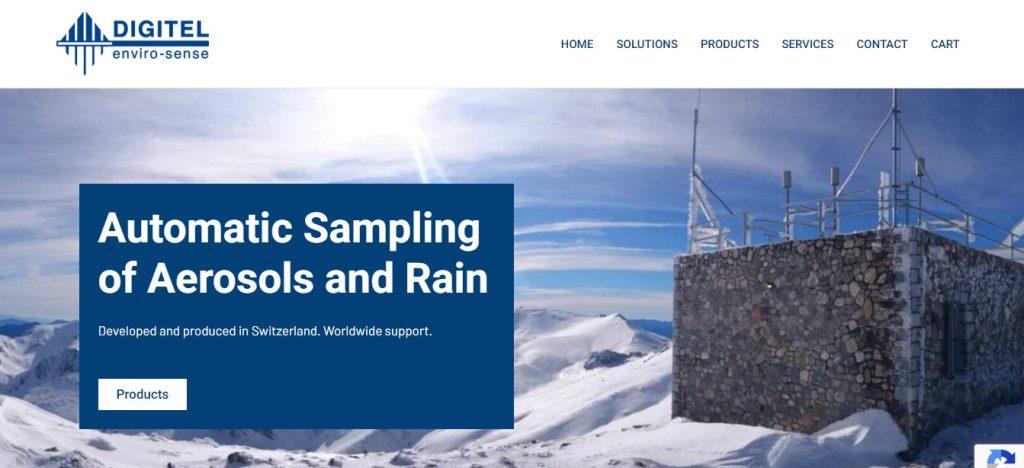 DIGITEL
enviro-sense
HOME SOLUTIONS PRODUCTS SERVICES CONTACT CART
Automatic Sampling
of Aerosols and Rain
Developed and produced in Switzerland. Worldwide support.
Products